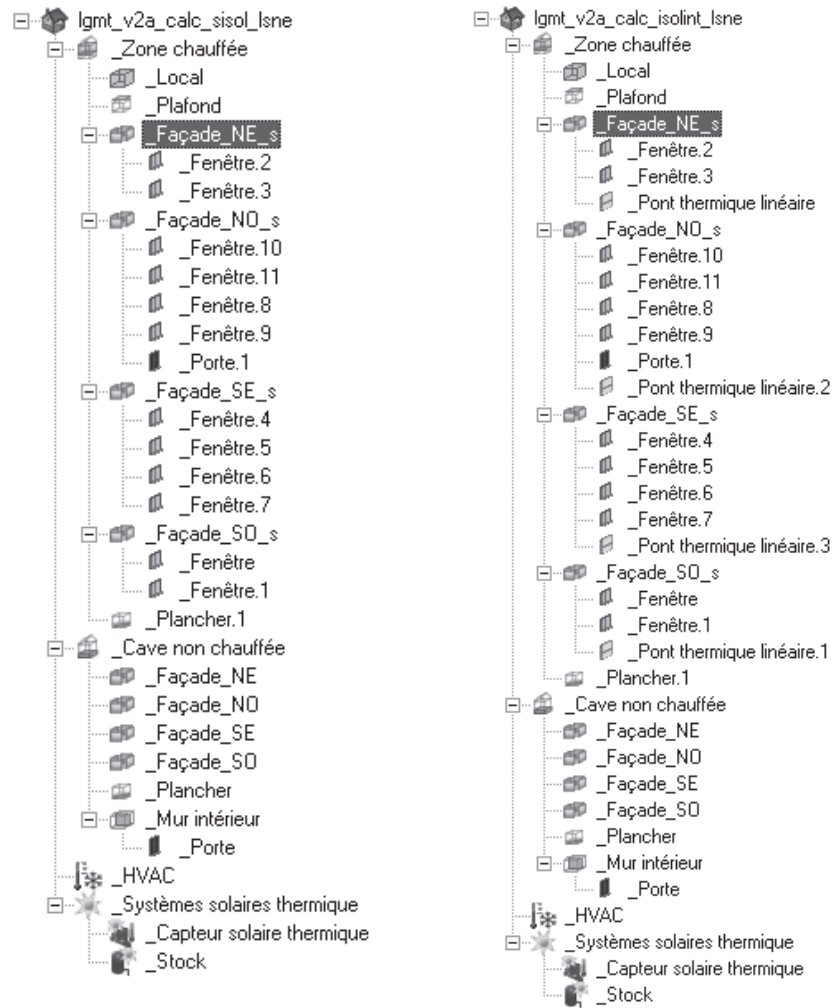 lgmt_v2a_calc_sisol_lsne
_Zone chauffée
_Local
_Plafond
_Façade_NE_s
_Fenêtre.2
_Fenêtre.3
_Façade_NO_s
_Fenêtre.10
_Fenêtre.11
_Fenêtre.8
_Fenêtre.9
_Porte.1
_Façade_SE_s
_Fenêtre.4
_Fenêtre.5
_Fenêtre.6
_Fenêtre.7
_Façade_SO_s
_Fenêtre
_Fenêtre.1
_Plancher.1
_Cave non chauffée
_Façade_NE
_Façade_NO
_Façade_SE
_Façade_SO
_Plancher
_Mur intérieur
_Porte
_HVAC
_Systèmes solaires thermique
_Capteur solaire thermique
_Stock
lgmt_v2a_calc_isolint_lsne
_Zone chauffée
_Local
_Plafond
_Façade_NE_s
_Fenêtre.2
_Fenêtre.3
_Pont thermique linéaire
_Façade_NO_s
_Fenêtre.10
_Fenêtre.11
_Fenêtre.8
_Fenêtre.9
_Porte.1
_Pont thermique linéaire.2
_Façade_SE_s
_Fenêtre.4
_Fenêtre.5
_Fenêtre.6
_Fenêtre.7
_Pont thermique linéaire.3
_Façade_SO_s
_Fenêtre
_Fenêtre.1
_Pont thermique linéaire.1
_Plancher.1
_Cave non chauffée
_Façade_NE
_Façade_NO
_Façade_SE
_Façade_SO
_Plancher
_Mur intérieur
_Porte
_HVAC
_Systèmes solaires thermique
_Capteur solaire thermique
_Stock